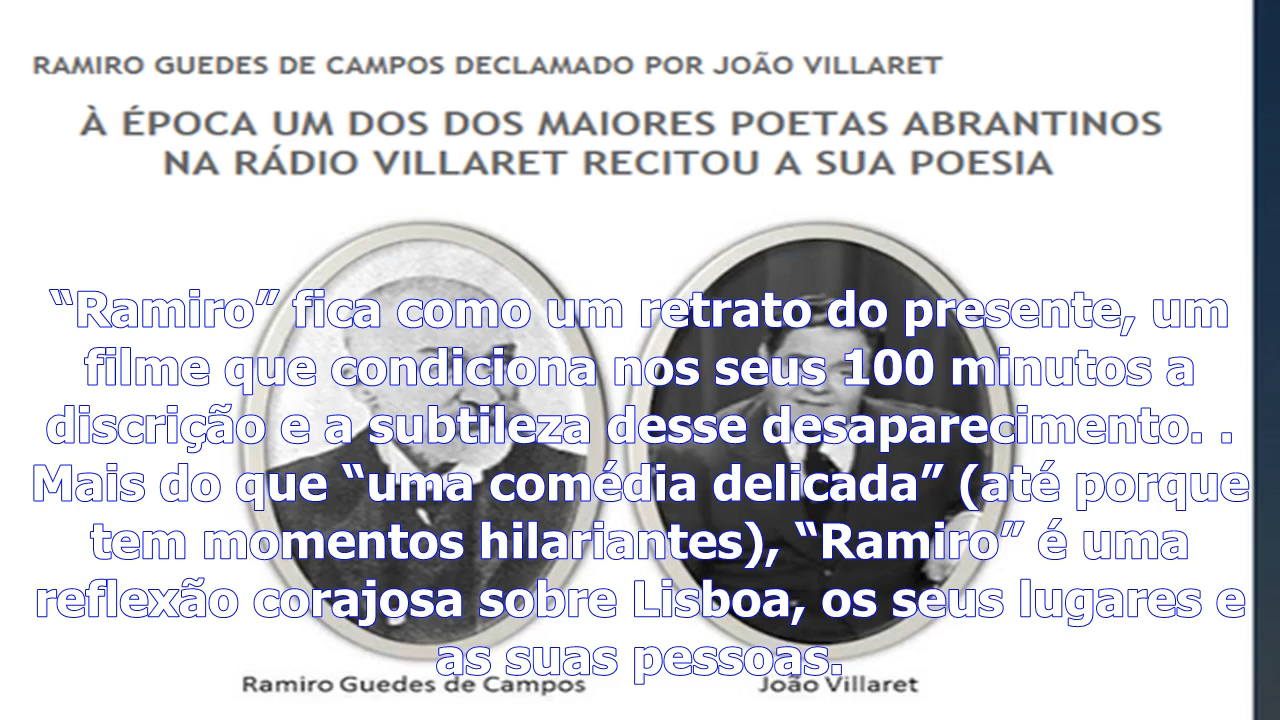 RAMIRO GUEDES DE CAMPOS DECLAMADO POR JOÃO VILLARET
À ÉPOCA UM DOS DOS MAIORES POETAS ABRANTINOS
NA RÁDIO VILLARET RECITOU A SUA POESIA
“Ramiro” fica como um retrato do presente, um
filme que condiciona nos seus 100 minutos a
discrição e a subtileza desse desaparecimento. .
Mais do que “uma comédia delicada” (até porque
tem momentos hilariantes), “Ramiro” é uma
reflexão corajosa sobre Lisboa, os seus lugares e
as suas pessoas.
Ramiro Guedes de Campos
João Villaret